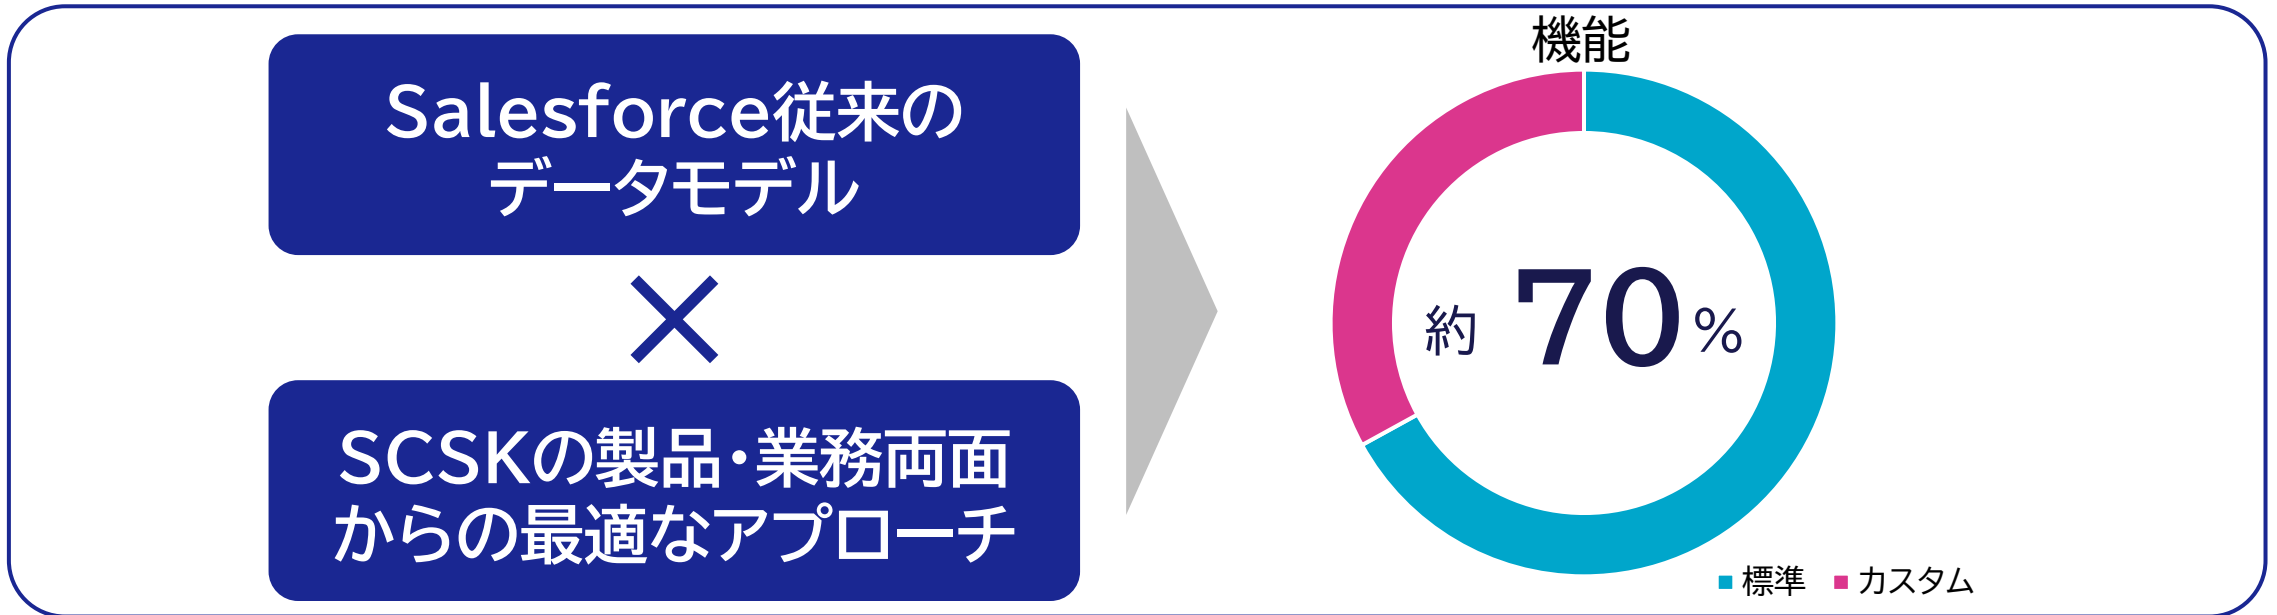 Salesforce従来の
データモデル
×
SCSKの製品・業務両面
からの最適なアプローチ
機能
約 70%
標準 カスタム